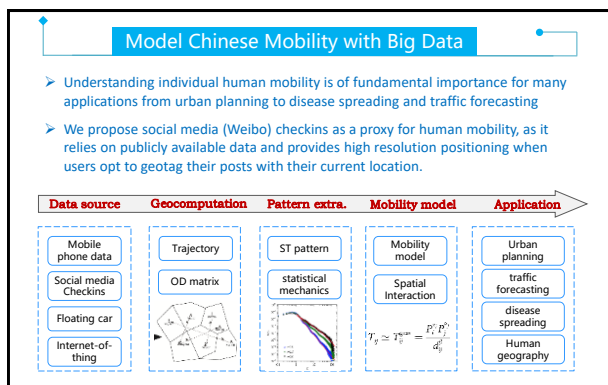 Model Chinese Mobility with Big Data
Understanding individual human mobility is of fundamental importance for many
applications from urban planning to disease spreading and traffic forecasting
We propose social media (Weibo) checkins as a proxy for human mobility, as it
relies on publicly available data and provides high resolution positioning when
users opt to geotag their posts with their current location.
Data source
Geocomputation
Pattern extra.
Mobility model
Application
Mobile
phone data
Social media
Checkins
Floating car
Internet-of-
thing
Trajectory
OD matrix
ST pattern
statistical
mechanics
Mobility
model
Spatial
Interaction
Urban
planning
traffic
forecasting
disease
spreading
Human
geography